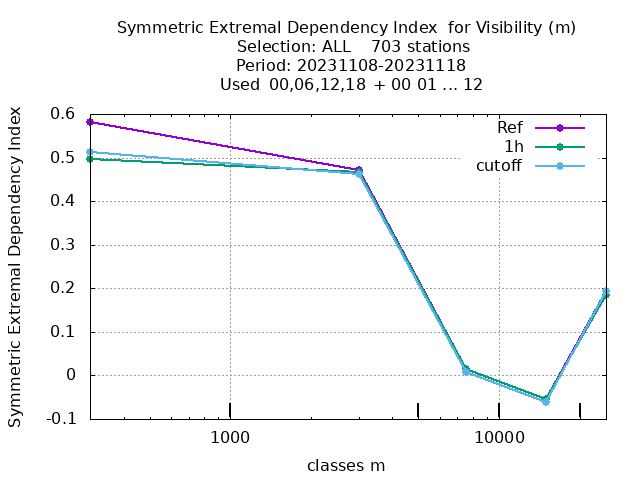 Symmetric Extremal Dependency Index  for Visibility (m)
Selection: ALL    703 stations
Period: 20231108-20231118
Used  00,06,12,18  + 00 01 ... 12
Symmetric Extremal Dependency Index
0.6
0.5
0.4
0.3
0.2
0.1
0
-0.1
Ref
1h
cutoff
1000
10000
classes m